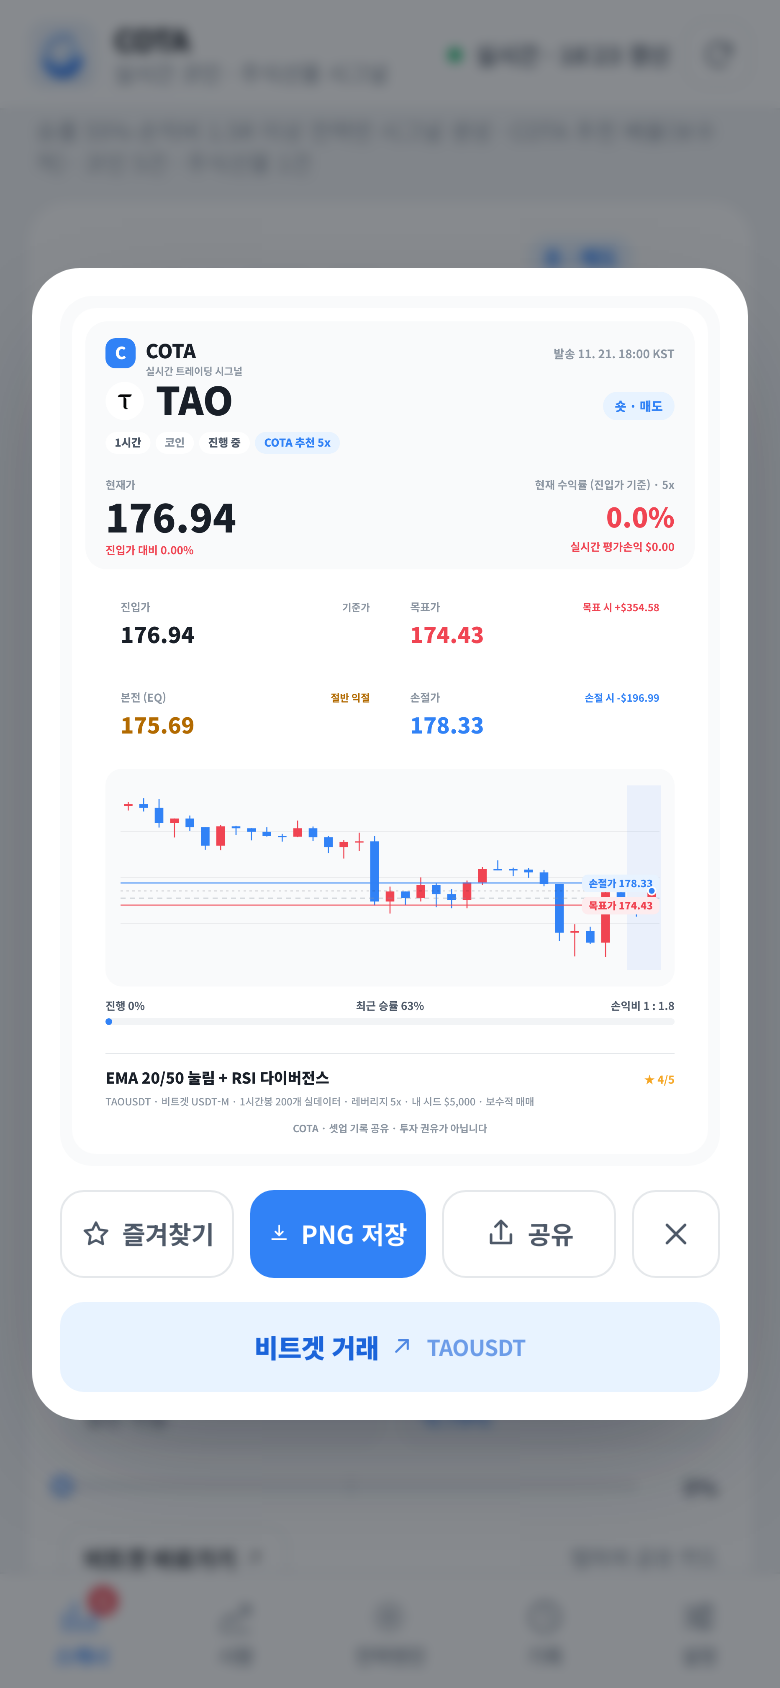 COTA
C COTA
발송 11. 21. 18:00 KST
실시간 트레이딩 시그널
τ TAO
숏 · 매도
1시간 코인 진행 중 COTA 추천 5x
현재가
현재 수익률 (진입가 기준) · 5x
176.94
0.0%
진입가 대비 0.00%
실시간 평가손익 $0.00
진입가 기준가
176.94
목표가 목표 시 +$354.58
174.43
본전 (EQ) 절반 익절
175.69
손절가 손절 시 -$196.99
178.33
손절가 178.33
목표가 174.43
진행 0% 최근 승률 63% 손익비 1 : 1.8
EMA 20/50 눌림 + RSI 다이버전스
★ 4/5
TAOUSDT · 비트겟 USDT-M · 1시간봉 200개 실데이터 · 레버리지 5x · 내 시드 $5,000 · 보수적 매매
COTA · 셋업 기록 공유 · 투자 권유가 아닙니다
즐겨찾기
PNG 저장
공유
비트겟 거래 TAOUSDT